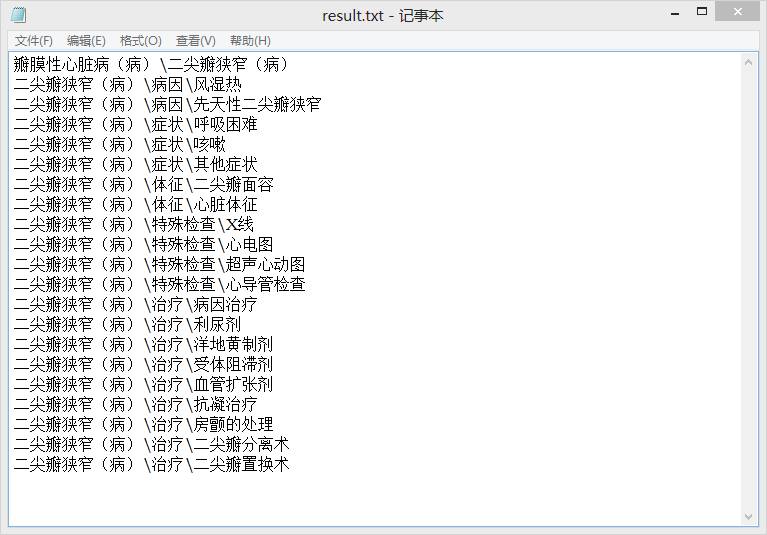 result.txt - 记事本
文件(F) 编辑(E) 格式(O) 查看(V) 帮助(H)
瓣膜性心脏病（病）\二尖瓣狭窄（病）
二尖瓣狭窄（病）\病因\风湿热
二尖瓣狭窄（病）\病因\先天性二尖瓣狭窄
二尖瓣狭窄（病）\症状\呼吸困难
二尖瓣狭窄（病）\症状\咳嗽
二尖瓣狭窄（病）\症状\其他症状
二尖瓣狭窄（病）\体征\二尖瓣面容
二尖瓣狭窄（病）\体征\心脏体征
二尖瓣狭窄（病）\特殊检查\X线
二尖瓣狭窄（病）\特殊检查\心电图
二尖瓣狭窄（病）\特殊检查\超声心动图
二尖瓣狭窄（病）\特殊检查\心导管检查
二尖瓣狭窄（病）\治疗\病因治疗
二尖瓣狭窄（病）\治疗\利尿剂
二尖瓣狭窄（病）\治疗\洋地黄制剂
二尖瓣狭窄（病）\治疗\受体阻滞剂
二尖瓣狭窄（病）\治疗\血管扩张剂
二尖瓣狭窄（病）\治疗\抗凝治疗
二尖瓣狭窄（病）\治疗\房颤的处理
二尖瓣狭窄（病）\治疗\二尖瓣分离术
二尖瓣狭窄（病）\治疗\二尖瓣置换术